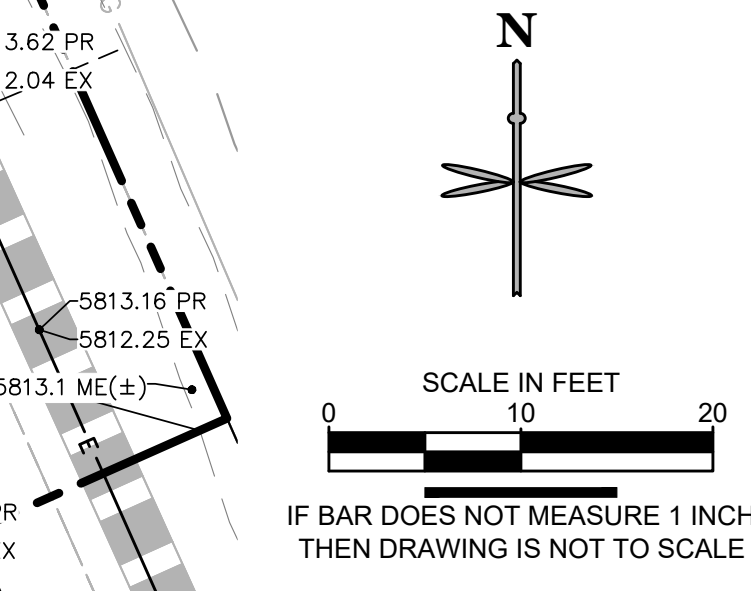 N
3.62 PR
2.04 EX
5813.16 PR
5812.25 EX
5813.1 ME(±)
E
SCALE IN FEET
0 10 20
IF BAR DOES NOT MEASURE 1 INCH
THEN DRAWING IS NOT TO SCALE